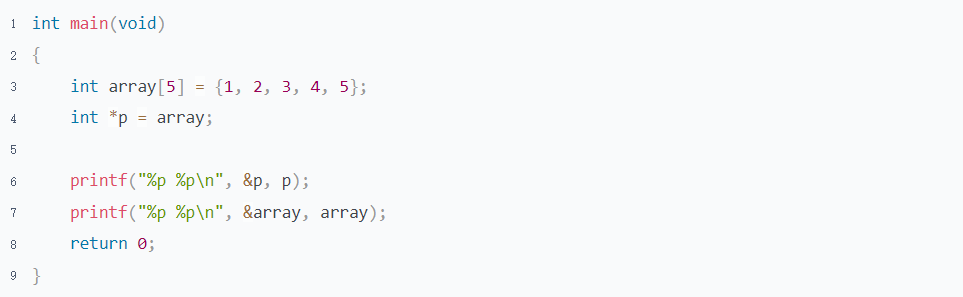 1 int main(void)
2 {
3     int array[5] = {1, 2, 3, 4, 5};
4     int *p = array;
5
6     printf("%p %p\n", &p, p);
7     printf("%p %p\n", &array, array);
8     return 0;
9 }